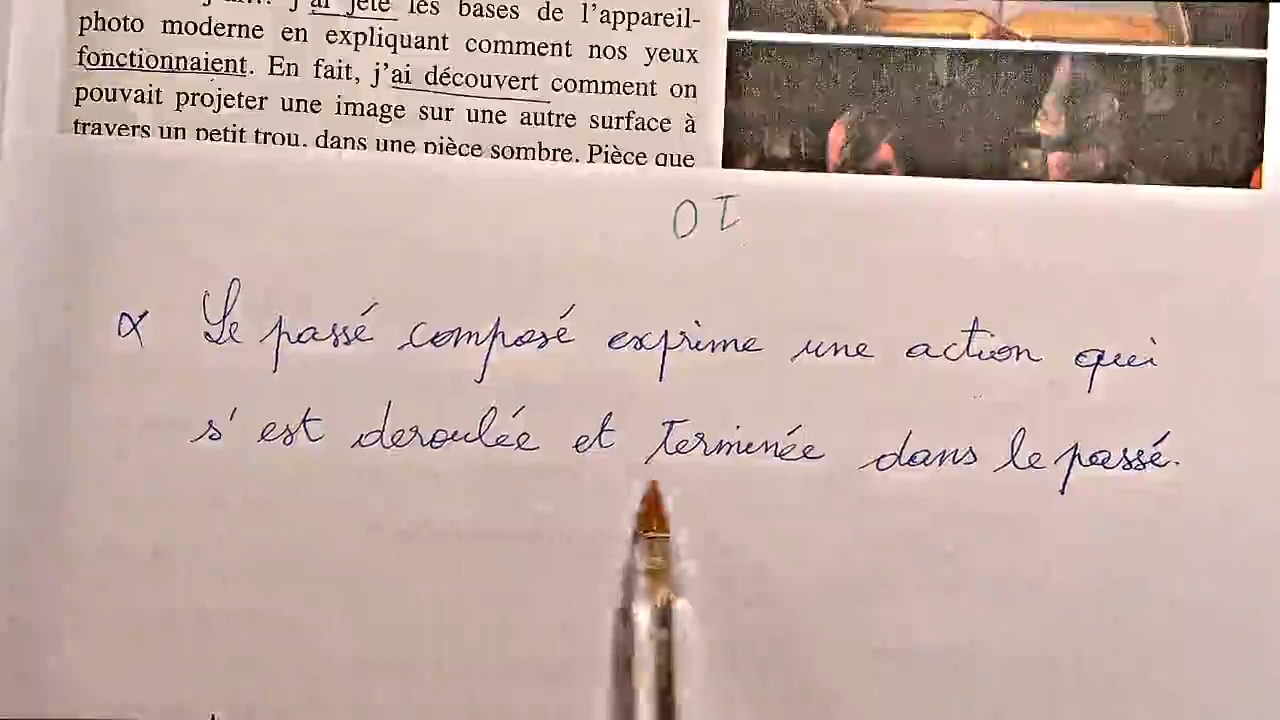 j'ai jeté les bases de l'appareil-
photo moderne en expliquant comment nos yeux
fonctionnaient. En fait, j'ai découvert comment on
pouvait projeter une image sur une autre surface à
travers un petit trou, dans une pièce sombre. Pièce que
∝ Le passé composé exprime une action qui
s'est deroulée et terminée dans le passé.